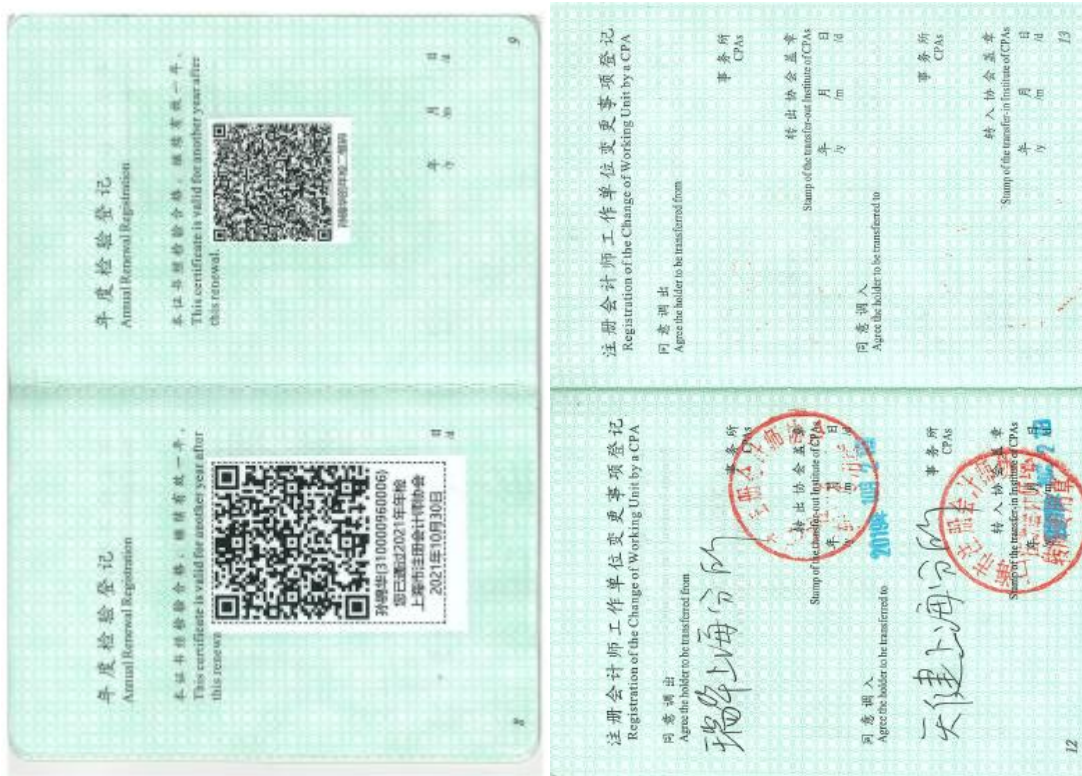 年度检验登记
Annual Renewal Registration
本证书经检验合格，继续有效一年。
This certificate is valid for another year after
this renewa
孙德华(310000960006)
您已通过2021年年检
上海市注册会计师协会
2021年10月30日
日
/d
8
年度检验登记
Annual Renewal Registration
本证书经检验合格，继续有效一年。
This certificate is valid for another year after
this renewal.
年 月 日
/y /m /d
9
注册会计师工作单位变更事项登记
Registration of the Change of Working Unit by a CPA
同意调出
Agree the holder to be transferred from
瑞华上海分所
事务所
CPAs
转出协会盖章
Stamp of the transfer-out Institute of CPAs
年 月 日
/y /m /d
同意调入
Agree the holder to be transferred to
天健上海分所
事务所
CPAs
转入协会盖章
Stamp of the transfer-in Institute of CPAs
12
注册会计师工作单位变更事项登记
Registration of the Change of Working Unit by a CPA
同意调出
Agree the holder to be transferred from
事务所
CPAs
转出协会盖章
Stamp of the transfer-out Institute of CPAs
年 月 日
/y /m /d
同意调入
Agree the holder to be transferred to
事务所
CPAs
转入协会盖章
Stamp of the transfer-in Institute of CPAs
年 月 日
/y /m /d
13